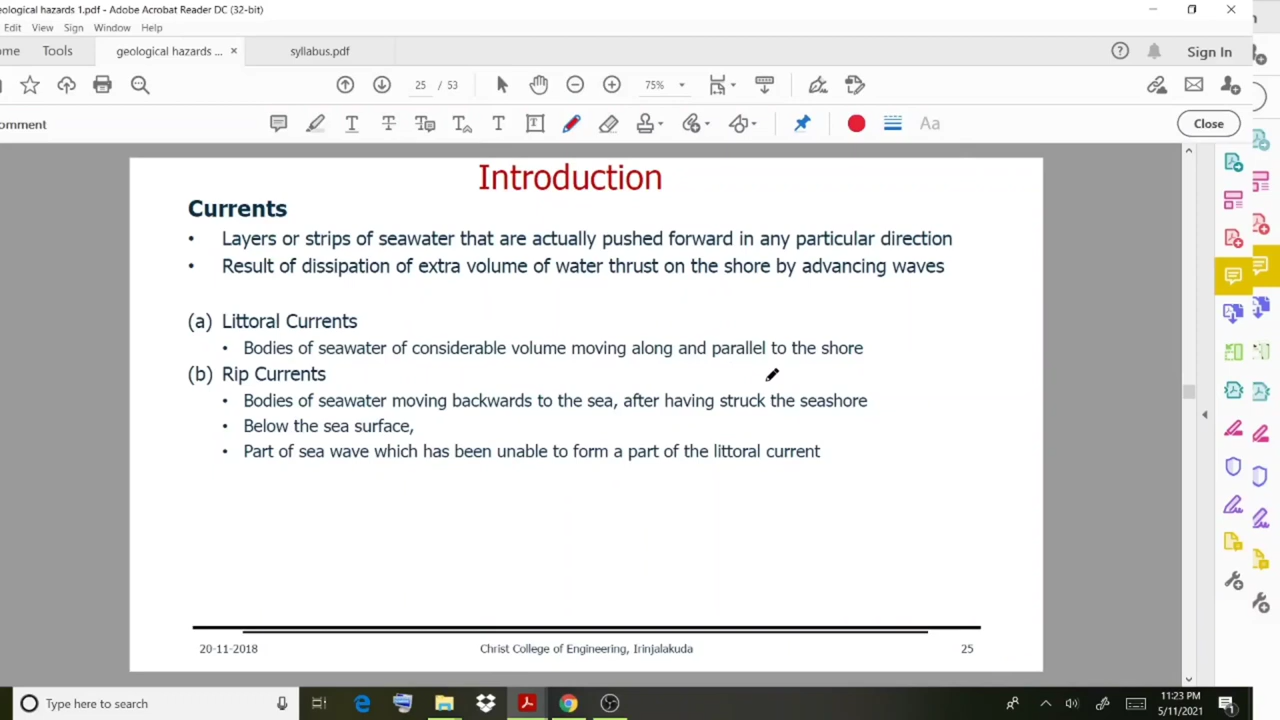 eological hazards 1.pdf - Adobe Acrobat Reader DC (32-bit)
Edit View Sign Window Help
ome Tools geological hazards ... × syllabus.pdf Sign In
25 / 53 75%
omment Aa Close
Introduction
Currents
• Layers or strips of seawater that are actually pushed forward in any particular direction
• Result of dissipation of extra volume of water thrust on the shore by advancing waves
(a) Littoral Currents
• Bodies of seawater of considerable volume moving along and parallel to the shore
(b) Rip Currents
• Bodies of seawater moving backwards to the sea, after having struck the seashore
• Below the sea surface,
• Part of sea wave which has been unable to form a part of the littoral current
20-11-2018 Christ College of Engineering, Irinjalakuda 25
Type here to search
11:23 PM
5/11/2021
1